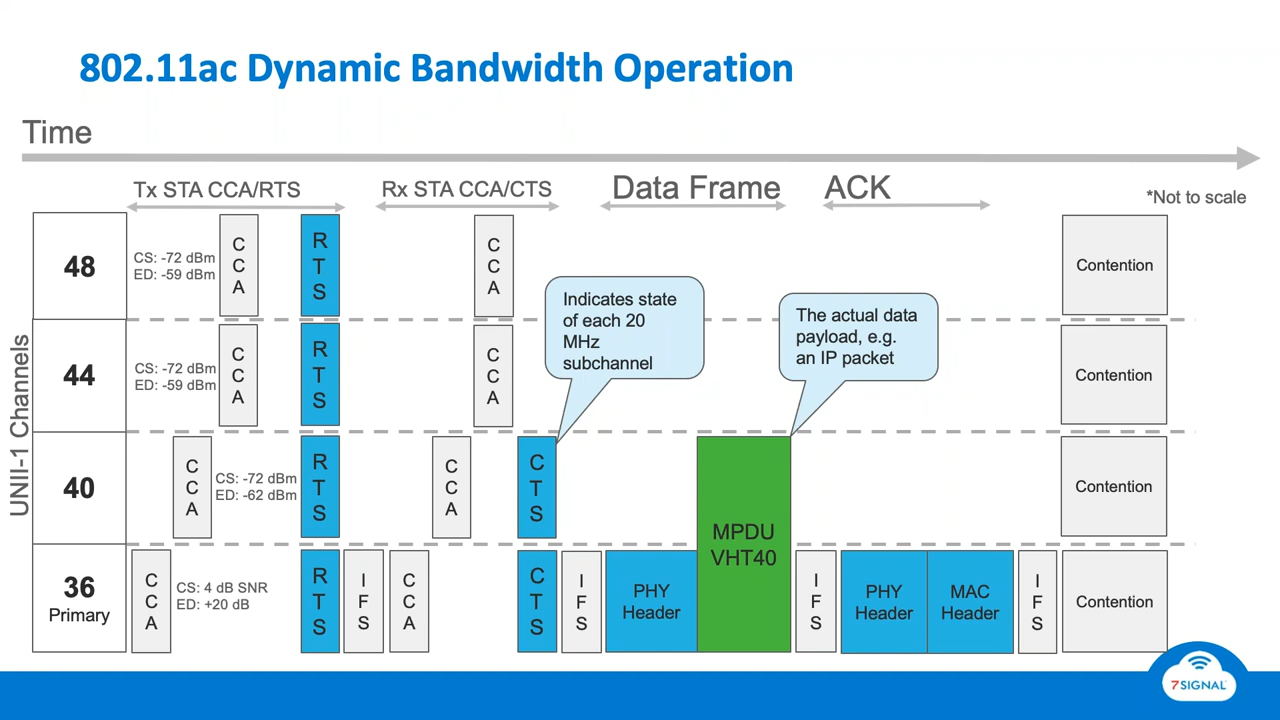 802.11ac Dynamic Bandwidth Operation
Time
Tx STA CCA/RTS
Rx STA CCA/CTS
Data Frame
ACK
*Not to scale
UNII-1 Channels
48
CS: -72 dBm
ED: -59 dBm
CCA
RTS
CCA
Contention
44
CS: -72 dBm
ED: -59 dBm
CCA
RTS
CCA
Contention
40
CCA
CS: -72 dBm
ED: -62 dBm
RTS
CCA
CTS
Contention
36
Primary
CCA
CS: 4 dB SNR
ED: +20 dB
RTS
IFS
CCA
CTS
IFS
PHY
Header
MPDU
VHT40
IFS
PHY
Header
MAC
Header
IFS
Contention
Indicates state
of each 20
MHz
subchannel
The actual data
payload, e.g.
an IP packet
7SIGNAL